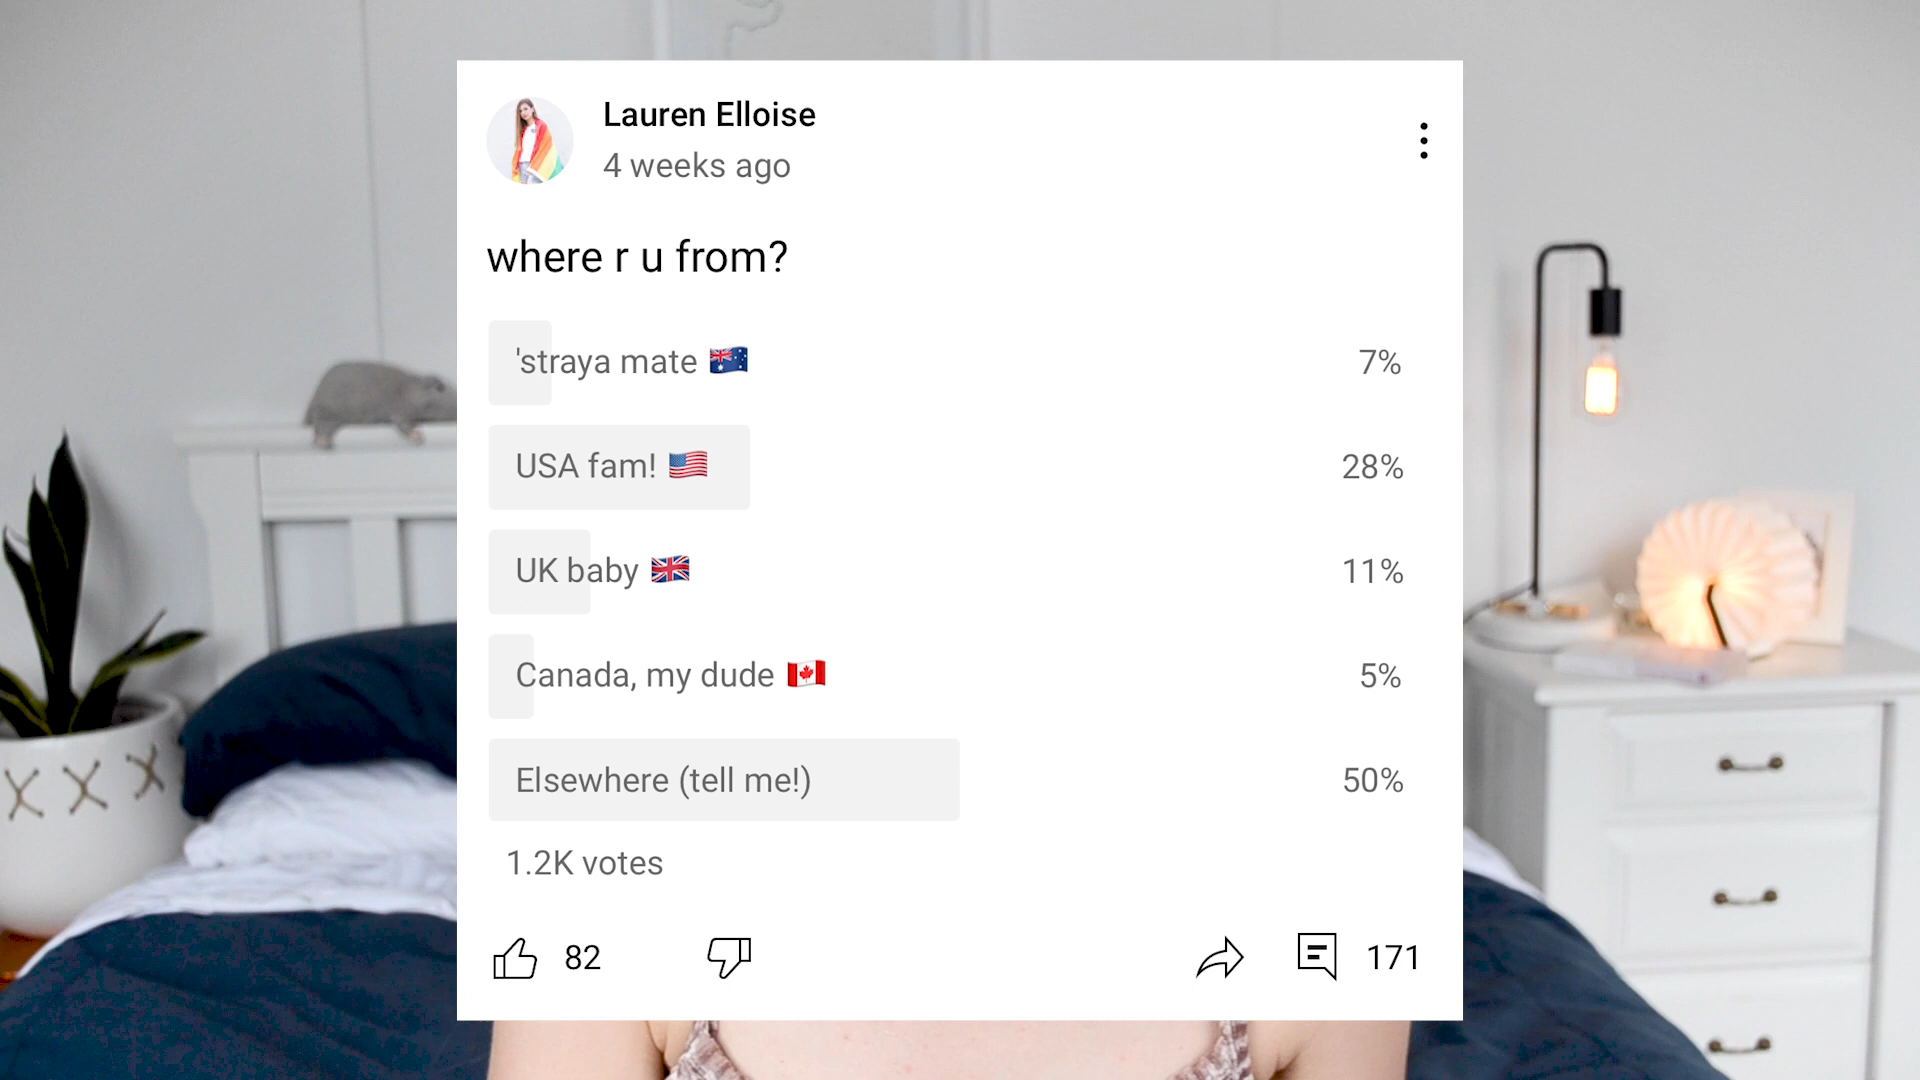 Lauren Elloise
4 weeks ago
where r u from?
'straya mate 🇦🇺 7%
USA fam! 🇺🇸 28%
UK baby 🇬🇧 11%
Canada, my dude 🇨🇦 5%
Elsewhere (tell me!) 50%
1.2K votes
82 171